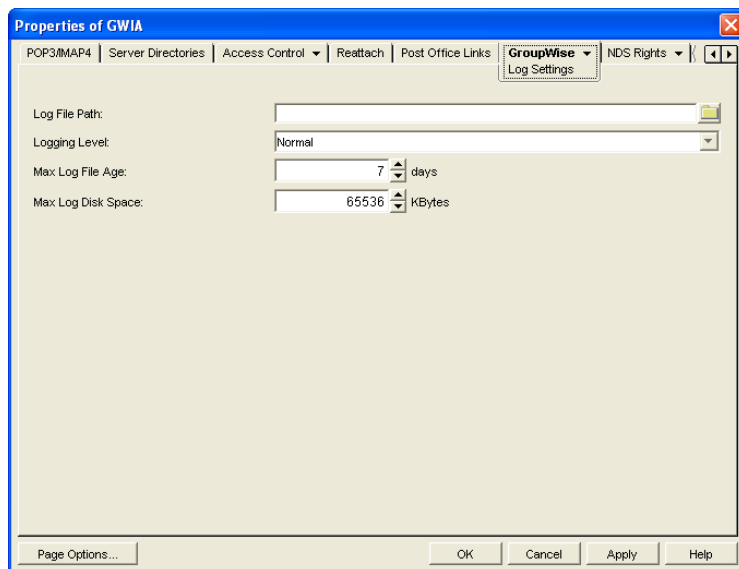 Properties of GWIA
POP3/IMAP4 Server Directories Access Control Reattach Post Office Links GroupWise NDS Rights
Log Settings
Log File Path:
Logging Level: Normal
Max Log File Age: 7 days
Max Log Disk Space: 65536 KBytes
Page Options... OK Cancel Apply Help